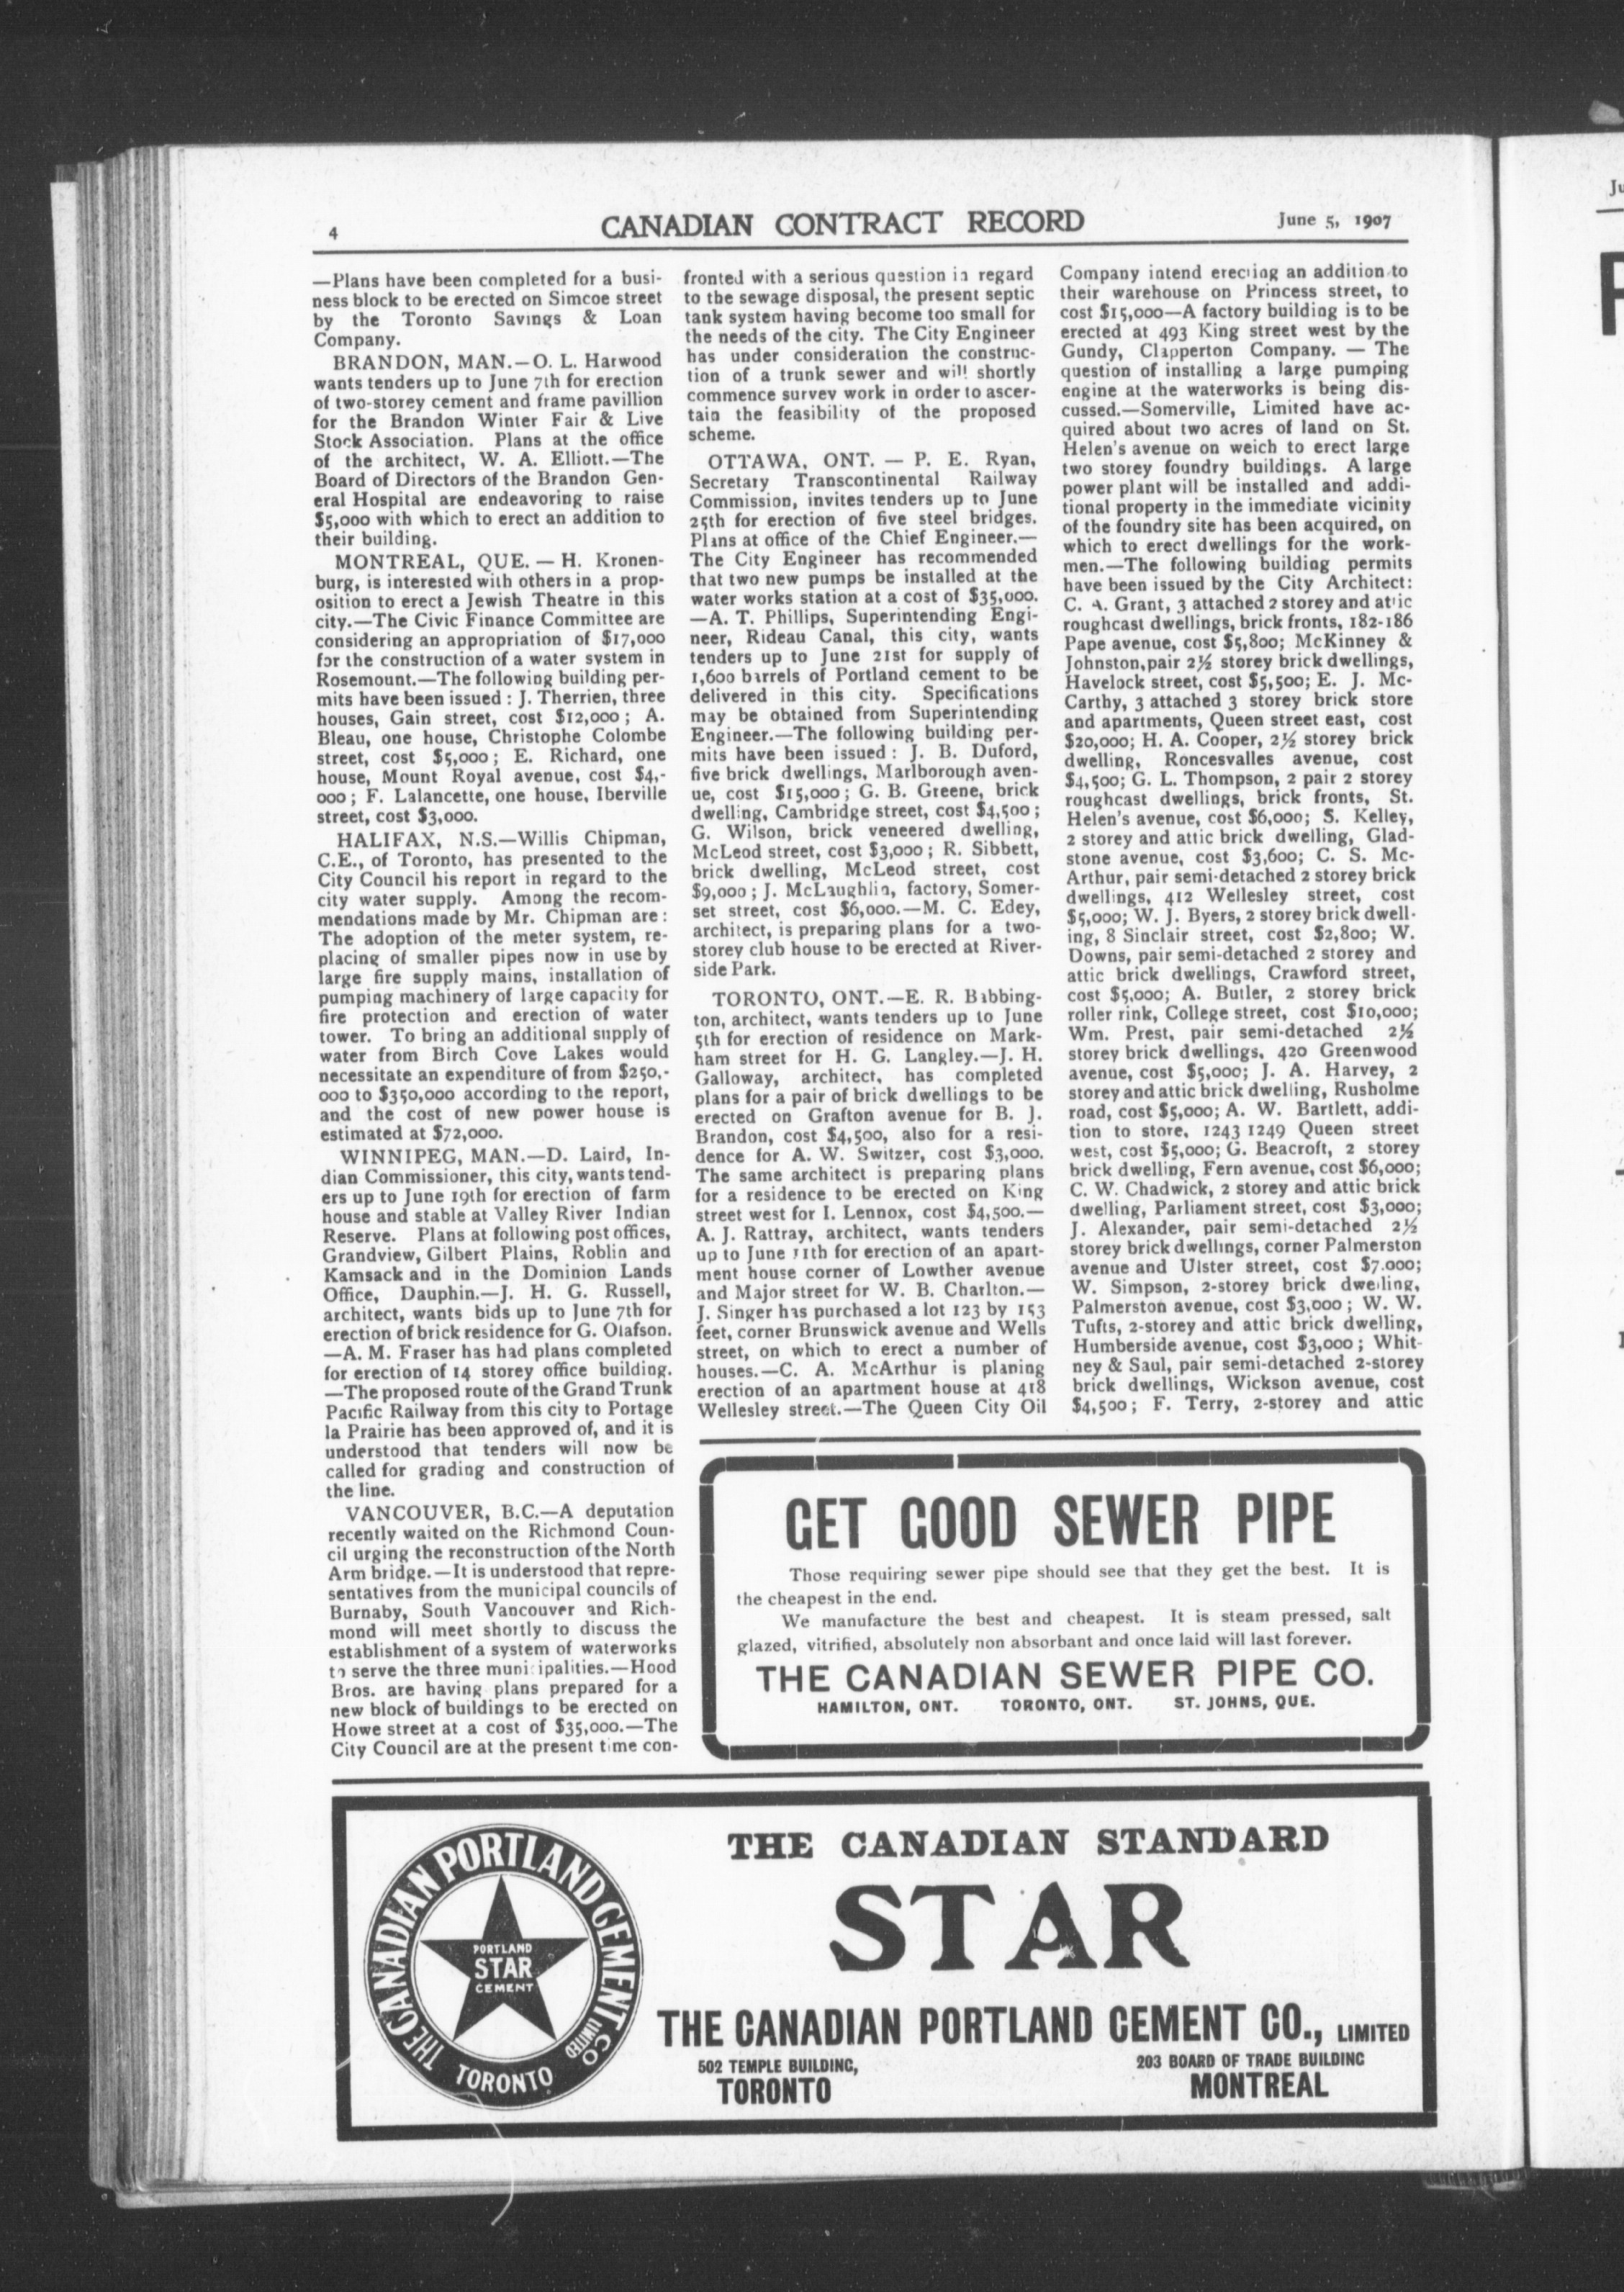 4
CANADIAN CONTRACT RECORD
June 5, 1907
—Plans have been completed for a busi-
ness block to be erected on Simcoe street
by the Toronto Savings & Loan
Company.
BRANDON, MAN.—O. L. Harwood
wants tenders up to June 7th for erection
of two-storey cement and frame pavillion
for the Brandon Winter Fair & Live
Stock Association. Plans at the office
of the architect, W. A. Elliott.—The
Board of Directors of the Brandon Gen-
eral Hospital are endeavoring to raise
$5,000 with which to erect an addition to
their building.
MONTREAL, QUE. — H. Kronen-
burg, is interested with others in a prop-
osition to erect a Jewish Theatre in this
city.—The Civic Finance Committee are
considering an appropriation of $17,000
for the construction of a water system in
Rosemount.—The following building per-
mits have been issued : J. Therrien, three
houses, Gain street, cost $12,000 ; A.
Bleau, one house, Christophe Colombe
street, cost $5,000 ; E. Richard, one
house, Mount Royal avenue, cost $4,-
000 ; F. Lalancette, one house, Iberville
street, cost $3,000.
HALIFAX, N.S.—Willis Chipman,
C.E., of Toronto, has presented to the
City Council his report in regard to the
city water supply. Among the recom-
mendations made by Mr. Chipman are :
The adoption of the meter system, re-
placing of smaller pipes now in use by
large fire supply mains, installation of
pumping machinery of large capacity for
fire protection and erection of water
tower. To bring an additional supply of
water from Birch Cove Lakes would
necessitate an expenditure of from $250,-
000 to $350,000 according to the report,
and the cost of new power house is
estimated at $72,000.
WINNIPEG, MAN.—D. Laird, In-
dian Commissioner, this city, wants tend-
ers up to June 19th for erection of farm
house and stable at Valley River Indian
Reserve. Plans at following post offices,
Grandview, Gilbert Plains, Roblin and
Kamsack and in the Dominion Lands
Office, Dauphin.—J. H. G. Russell,
architect, wants bids up to June 7th for
erection of brick residence for G. Olafson.
—A. M. Fraser has had plans completed
for erection of 14 storey office building.
—The proposed route of the Grand Trunk
Pacific Railway from this city to Portage
la Prairie has been approved of, and it is
understood that tenders will now be
called for grading and construction of
the line.
VANCOUVER, B.C.—A deputation
recently waited on the Richmond Coun-
cil urging the reconstruction of the North
Arm bridge.—It is understood that repre-
sentatives from the municipal councils of
Burnaby, South Vancouver and Rich-
mond will meet shortly to discuss the
establishment of a system of waterworks
to serve the three municipalities.—Hood
Bros. are having plans prepared for a
new block of buildings to be erected on
Howe street at a cost of $35,000.—The
City Council are at the present time con-
fronted with a serious question in regard
to the sewage disposal, the present septic
tank system having become too small for
the needs of the city. The City Engineer
has under consideration the construc-
tion of a trunk sewer and will shortly
commence survey work in order to ascer-
tain the feasibility of the proposed
scheme.
OTTAWA, ONT. — P. E. Ryan,
Secretary Transcontinental Railway
Commission, invites tenders up to June
25th for erection of five steel bridges.
Plans at office of the Chief Engineer.—
The City Engineer has recommended
that two new pumps be installed at the
water works station at a cost of $35,000.
—A. T. Phillips, Superintending Engi-
neer, Rideau Canal, this city, wants
tenders up to June 21st for supply of
1,600 barrels of Portland cement to be
delivered in this city. Specifications
may be obtained from Superintending
Engineer.—The following building per-
mits have been issued : J. B. Duford,
five brick dwellings, Marlborough aven-
ue, cost $15,000 ; G. B. Greene, brick
dwelling, Cambridge street, cost $4,500 ;
G. Wilson, brick veneered dwelling,
McLeod street, cost $3,000 ; R. Sibbett,
brick dwelling, McLeod street, cost
$9,000 ; J. McLaughlin, factory, Somer-
set street, cost $6,000.—M. C. Edey,
architect, is preparing plans for a two-
storey club house to be erected at River-
side Park.
TORONTO, ONT.—E. R. Babbing-
ton, architect, wants tenders up to June
5th for erection of residence on Mark-
ham street for H. G. Langley.—J. H.
Galloway, architect, has completed
plans for a pair of brick dwellings to be
erected on Grafton avenue for B. J.
Brandon, cost $4,500, also for a resi-
dence for A. W. Switzer, cost $3,000.
The same architect is preparing plans
for a residence to be erected on King
street west for I. Lennox, cost $4,500.—
A. J. Rattray, architect, wants tenders
up to June 11th for erection of an apart-
ment house corner of Lowther avenue
and Major street for W. B. Charlton.—
J. Singer has purchased a lot 123 by 153
feet, corner Brunswick avenue and Wells
street, on which to erect a number of
houses.—C. A. McArthur is planing
erection of an apartment house at 418
Wellesley street.—The Queen City Oil
Company intend erecting an addition to
their warehouse on Princess street, to
cost $15,000—A factory building is to be
erected at 493 King street west by the
Gundy, Clapperton Company. — The
question of installing a large pumping
engine at the waterworks is being dis-
cussed.—Somerville, Limited have ac-
quired about two acres of land on St.
Helen's avenue on weich to erect large
two storey foundry buildings. A large
power plant will be installed and addi-
tional property in the immediate vicinity
of the foundry site has been acquired, on
which to erect dwellings for the work-
men.—The following building permits
have been issued by the City Architect:
C. A. Grant, 3 attached 2 storey and attic
roughcast dwellings, brick fronts, 182-186
Pape avenue, cost $5,800; McKinney &
Johnston, pair 2½ storey brick dwellings,
Havelock street, cost $5,500; E. J. Mc-
Carthy, 3 attached 3 storey brick store
and apartments, Queen street east, cost
$20,000; H. A. Cooper, 2½ storey brick
dwelling, Roncesvalles avenue, cost
$4,500; G. L. Thompson, 2 pair 2 storey
roughcast dwellings, brick fronts, St.
Helen's avenue, cost $6,000; S. Kelley,
2 storey and attic brick dwelling, Glad-
stone avenue, cost $3,600; C. S. Mc-
Arthur, pair semi-detached 2 storey brick
dwellings, 412 Wellesley street, cost
$5,000; W. J. Byers, 2 storey brick dwell-
ing, 8 Sinclair street, cost $2,800; W.
Downs, pair semi-detached 2 storey and
attic brick dwellings, Crawford street,
cost $5,000; A. Butler, 2 storey brick
roller rink, College street, cost $10,000;
Wm. Prest, pair semi-detached 2½
storey brick dwellings, 420 Greenwood
avenue, cost $5,000; J. A. Harvey, 2
storey and attic brick dwelling, Rusholme
road, cost $5,000; A. W. Bartlett, addi-
tion to store, 1243 1249 Queen street
west, cost $5,000; G. Beacroft, 2 storey
brick dwelling, Fern avenue, cost $6,000;
C. W. Chadwick, 2 storey and attic brick
dwelling, Parliament street, cost $3,000;
J. Alexander, pair semi-detached 2½
storey brick dwellings, corner Palmerston
avenue and Ulster street, cost $7.000;
W. Simpson, 2-storey brick dwelling,
Palmerston avenue, cost $3,000 ; W. W.
Tufts, 2-storey and attic brick dwelling,
Humberside avenue, cost $3,000 ; Whit-
ney & Saul, pair semi-detached 2-storey
brick dwellings, Wickson avenue, cost
$4,500 ; F. Terry, 2-storey and attic
GET GOOD SEWER PIPE
Those requiring sewer pipe should see that they get the best. It is
the cheapest in the end.
We manufacture the best and cheapest. It is steam pressed, salt
glazed, vitrified, absolutely non absorbant and once laid will last forever.
THE CANADIAN SEWER PIPE CO.
HAMILTON, ONT. TORONTO, ONT. ST. JOHNS, QUE.
THE CANADIAN PORTLAND CEMENT CO
LIMITED
TORONTO
PORTLAND
STAR
CEMENT
THE CANADIAN STANDARD
STAR
THE CANADIAN PORTLAND CEMENT CO., LIMITED
502 TEMPLE BUILDING,
TORONTO
203 BOARD OF TRADE BUILDING
MONTREAL